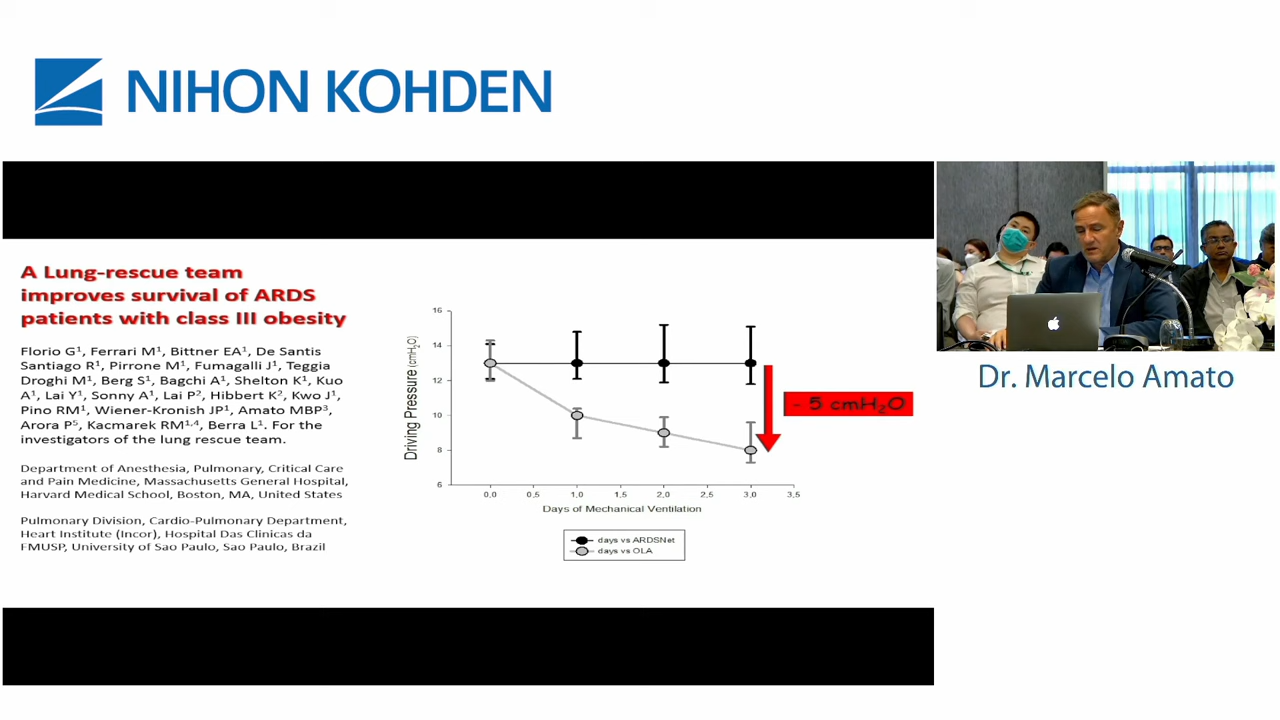 NIHON KOHDEN
A Lung-rescue team
improves survival of ARDS
patients with class III obesity
Florio G¹, Ferrari M¹, Bittner EA¹, De Santis
Santiago R¹, Pirrone M¹, Fumagalli J¹, Teggia
Droghi M¹, Berg S¹, Bagchi A¹, Shelton K¹, Kuo
A¹, Lai Y¹, Sonny A¹, Lai P², Hibbert K², Kwo J¹,
Pino RM¹, Wiener-Kronish JP¹, Amato MBP³,
Arora P⁵, Kacmarek RM¹,⁴, Berra L¹. For the
investigators of the lung rescue team.
Department of Anesthesia, Pulmonary, Critical Care
and Pain Medicine, Massachusetts General Hospital,
Harvard Medical School, Boston, MA, United States
Pulmonary Division, Cardio-Pulmonary Department,
Heart Institute (Incor), Hospital Das Clinicas da
FMUSP, University of Sao Paulo, Sao Paulo, Brazil
Driving Pressure (cmH₂O)
16
14
12
10
8
6
0,0 0,5 1,0 1,5 2,0 2,5 3,0 3,5
Days of Mechanical Ventilation
days vs ARDSNet
days vs OLA
- 5 cmH₂O
Dr. Marcelo Amato